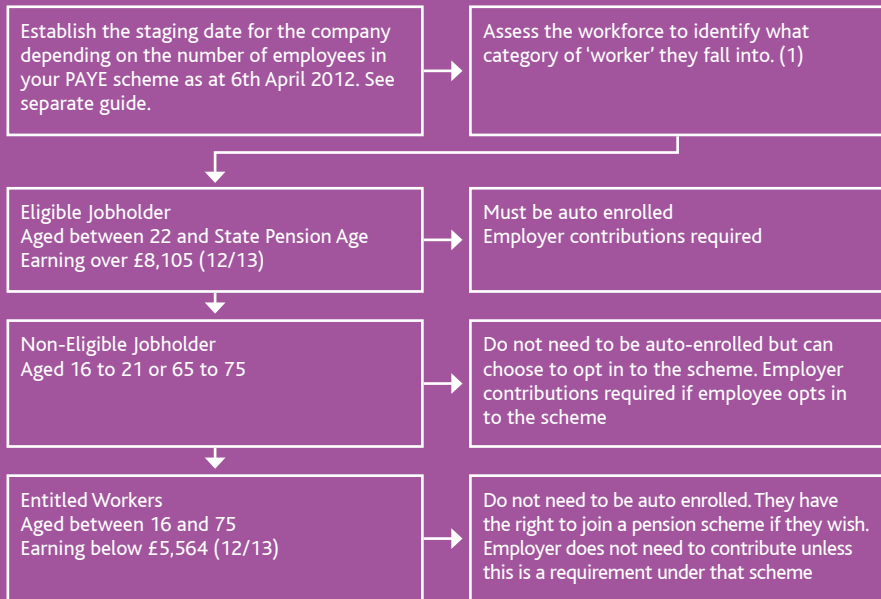 Establish the staging date for the company
depending on the number of employees in
your PAYE scheme as at 6th April 2012. See
separate guide.
Assess the workforce to identify what
category of ‘worker’ they fall into. (1)
Eligible Jobholder
Aged between 22 and State Pension Age
Earning over £8,105 (12/13)
Must be auto enrolled
Employer contributions required
Non-Eligible Jobholder
Aged 16 to 21 or 65 to 75
Do not need to be auto-enrolled but can
choose to opt in to the scheme. Employer
contributions required if employee opts in
to the scheme
Entitled Workers
Aged between 16 and 75
Earning below £5,564 (12/13)
Do not need to be auto enrolled. They have
the right to join a pension scheme if they wish.
Employer does not need to contribute unless
this is a requirement under that scheme